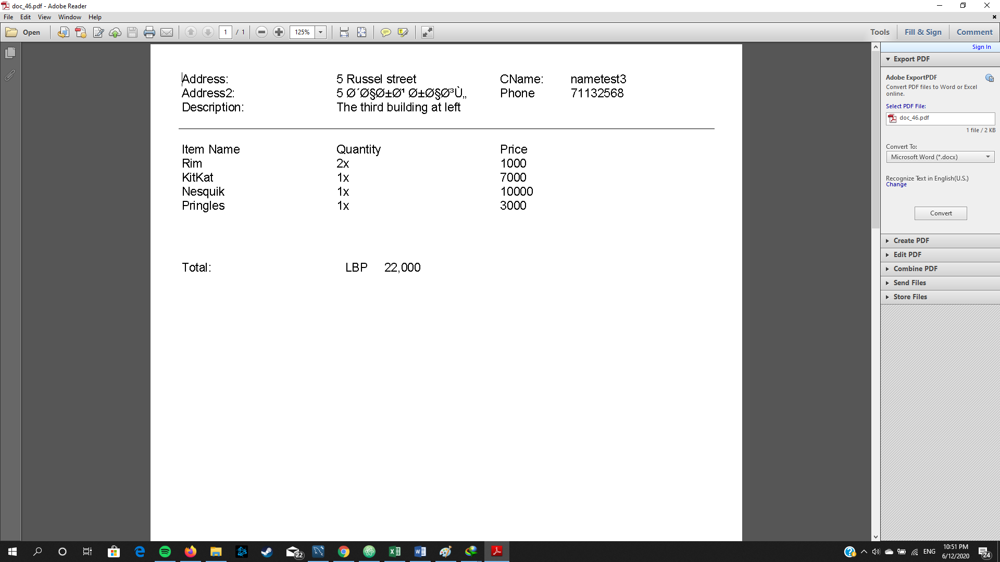 doc_46.pdf - Adobe Reader
File Edit View Window Help
Open 1 / 1 125% Tools Fill & Sign Comment
Sign In
Export PDF
Adobe ExportPDF
Convert PDF files to Word or Excel
online.
Select PDF File:
doc_46.pdf
1 file / 2 KB
Convert To:
Microsoft Word (*.docx)
Recognize Text in English(U.S.)
Change
Convert
Create PDF
Edit PDF
Combine PDF
Send Files
Store Files
Address: 5 Russel street CName: nametest3
Address2: 5 Ø´Ø§Ø±Ø¹ Ø±Ø§Ø³Ù„ Phone 71132568
Description: The third building at left
Item Name Quantity Price
Rim 2x 1000
KitKat 1x 7000
Nesquik 1x 10000
Pringles 1x 3000
Total: LBP 22,000
22
ENG
10:51 PM
6/12/2020
24